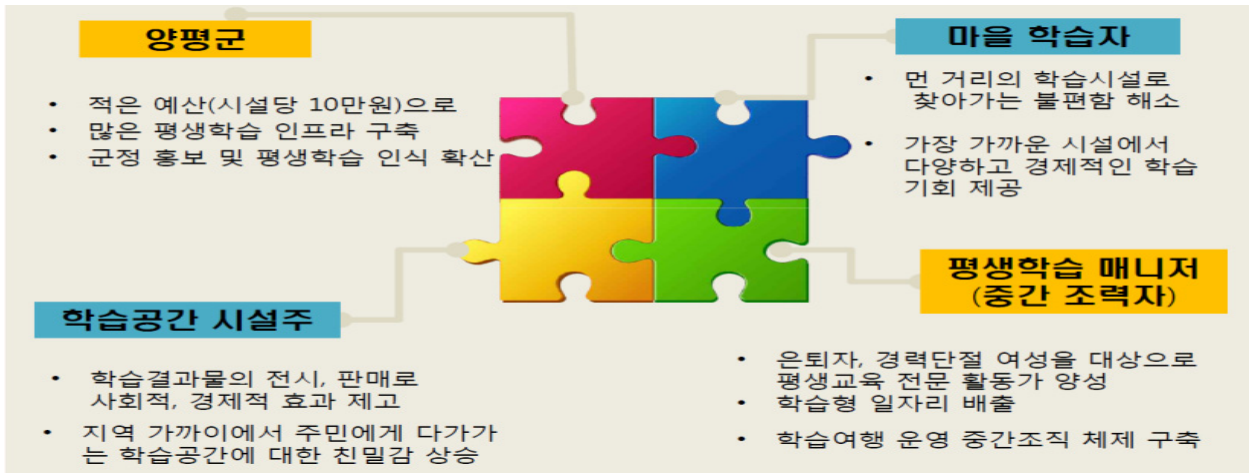 양평군
• 적은 예산(시설당 10만원)으로
• 많은 평생학습 인프라 구축
• 군정 홍보 및 평생학습 인식 확산
마을 학습자
• 먼 거리의 학습시설로
찾아가는 불편함 해소
• 가장 가까운 시설에서
다양하고 경제적인 학습
기회 제공
학습공간 시설주
• 학습결과물의 전시, 판매로
사회적, 경제적 효과 제고
• 지역 가까이에서 주민에게 다가가
는 학습공간에 대한 친밀감 상승
평생학습 매니저
(중간 조력자)
• 은퇴자, 경력단절 여성을 대상으로
평생교육 전문 활동가 양성
• 학습형 일자리 배출
• 학습여행 운영 중간조직 체제 구축